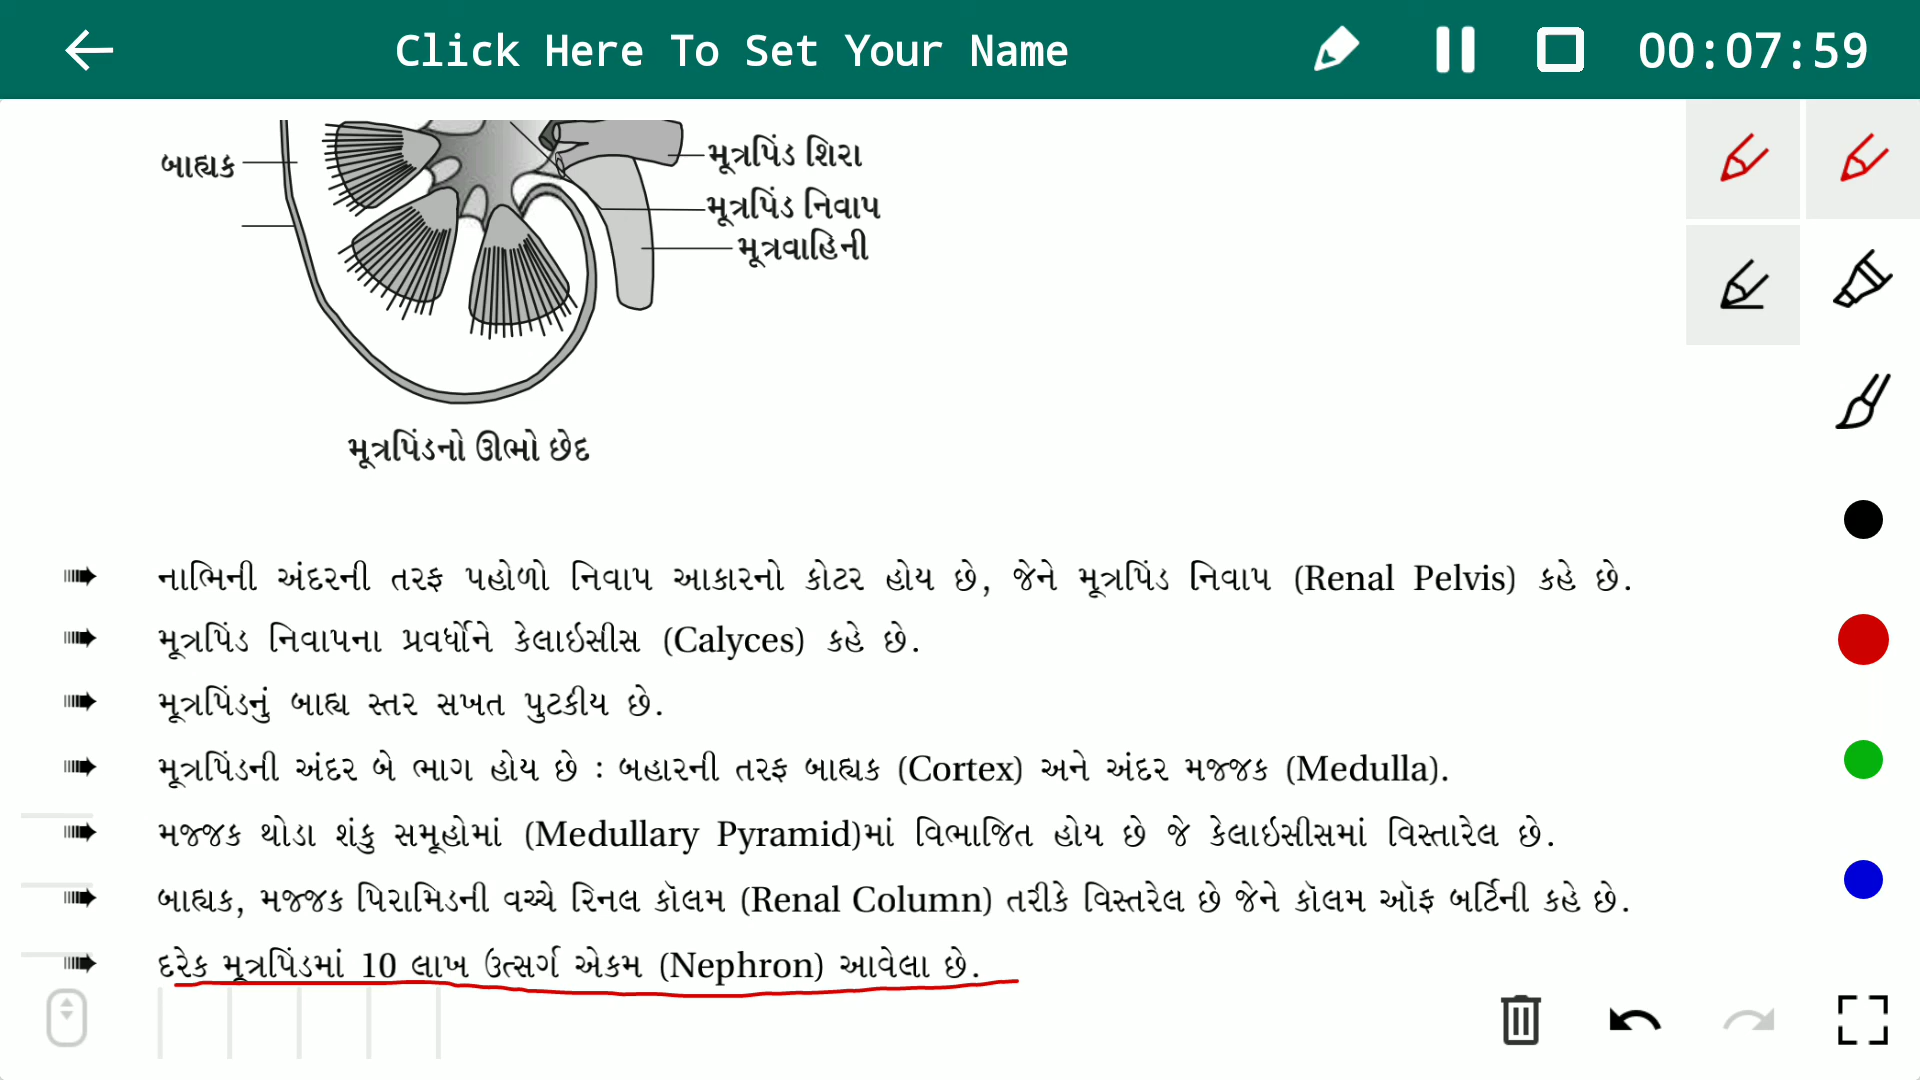 Click Here To Set Your Name
00:07:59
બાહ્યક
મૂત્રપિંડ શિરા
મૂત્રપિંડ નિવાપ
મૂત્રવાહિની
મૂત્રપિંડનો ઊભો છેદ
નાભિની અંદરની તરફ પહોળો નિવાપ આકારનો કોટર હોય છે, જેને મૂત્રપિંડ નિવાપ (Renal Pelvis) કહે છે.
મૂત્રપિંડ નિવાપના પ્રવર્ધોને કેલાઇસીસ (Calyces) કહે છે.
મૂત્રપિંડનું બાહ્ય સ્તર સખત પુટકીય છે.
મૂત્રપિંડની અંદર બે ભાગ હોય છે : બહારની તરફ બાહ્યક (Cortex) અને અંદર મજ્જક (Medulla).
મજ્જક થોડા શંકુ સમૂહોમાં (Medullary Pyramid)માં વિભાજિત હોય છે જે કેલાઇસીસમાં વિસ્તારેલ છે.
બાહ્યક, મજ્જક પિરામિડની વચ્ચે રિનલ કૉલમ (Renal Column) તરીકે વિસ્તરેલ છે જેને કૉલમ ઑફ બર્ટિની કહે છે.
દરેક મૂત્રપિંડમાં 10 લાખ ઉત્સર્ગ એકમ (Nephron) આવેલા છે.